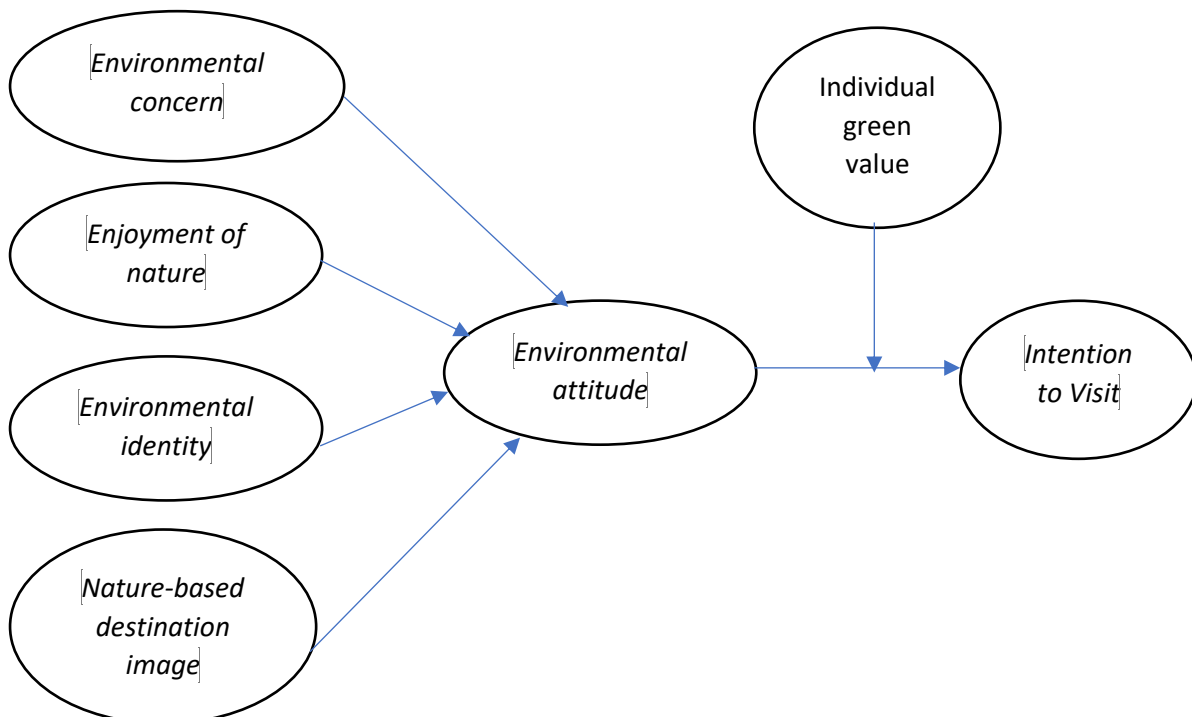 Environmental
concern
Enjoyment of
nature
Environmental
identity
Nature-based
destination
image
Environmental
attitude
Individual
green
value
Intention
to Visit